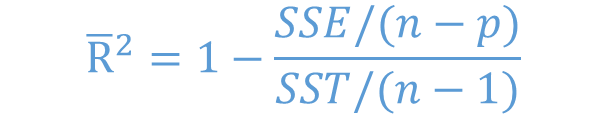 R̅² = 1 − SSE/(n − p) / SST/(n − 1)